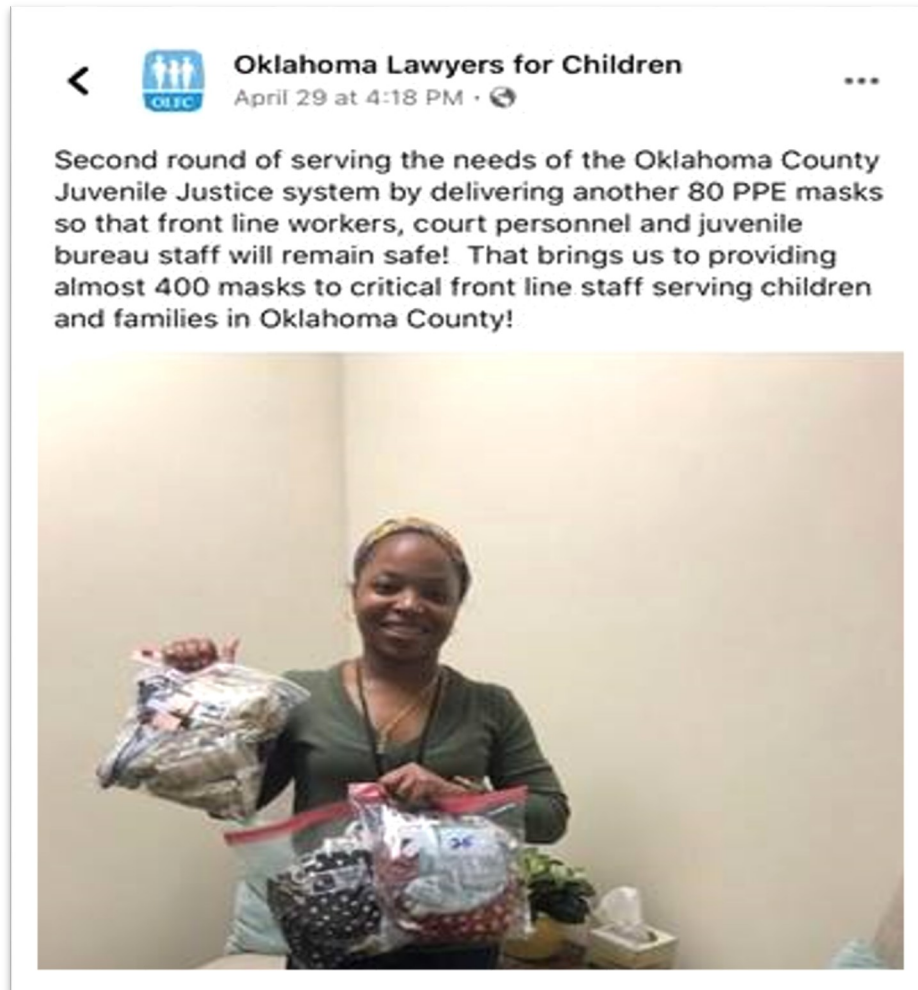 Oklahoma Lawyers for Children
OLFC
April 29 at 4:18 PM ·
Second round of serving the needs of the Oklahoma County
Juvenile Justice system by delivering another 80 PPE masks
so that front line workers, court personnel and juvenile
bureau staff will remain safe!  That brings us to providing
almost 400 masks to critical front line staff serving children
and families in Oklahoma County!